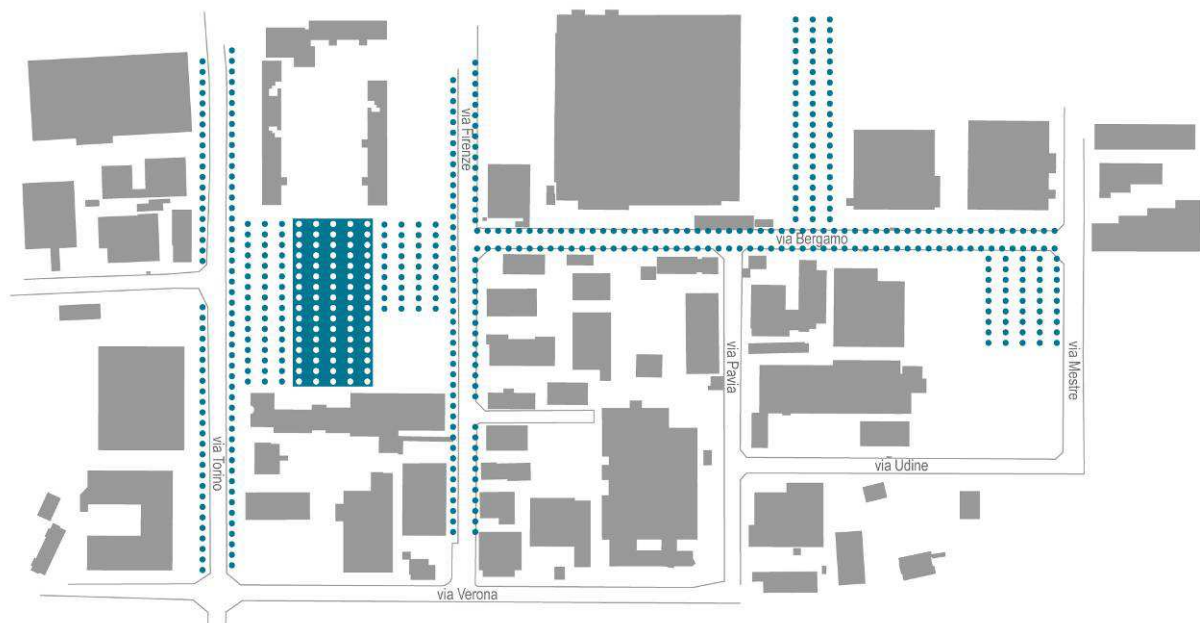 via Firenze
via Bergamo
via Pavia
via Mestre
via Torino
via Udine
via Verona